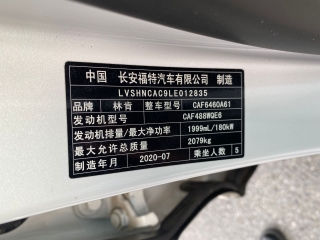 中国 长安福特汽车有限公司 制造
LVSHNCAC9LE012835
品牌 林肯 整车型号 CAF6460A61
发动机型号 CAF488WQE6
发动机排量/最大净功率 1999mL/180kW
最大允许总质量 2079kg
制造年月 2020-07 乘坐人数 5